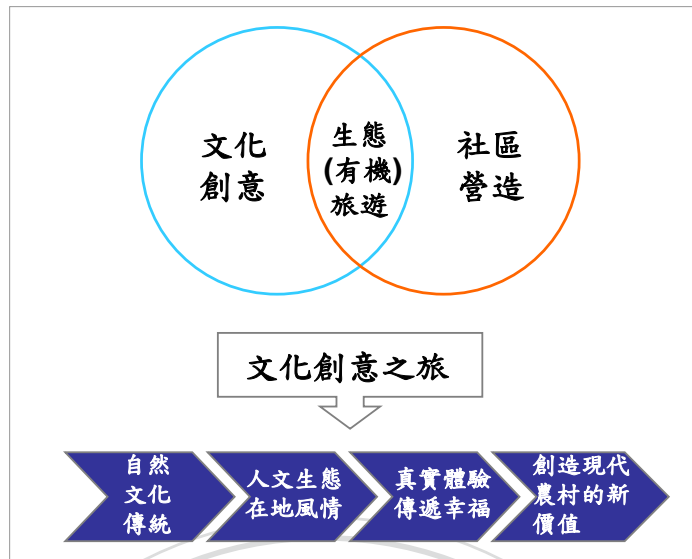 文化
創意
生態
(有機)
旅遊
社區
營造
文化創意之旅
自然
文化
傳統
人文生態
在地風情
真實體驗
傳遞幸福
創造現代
農村的新
價值